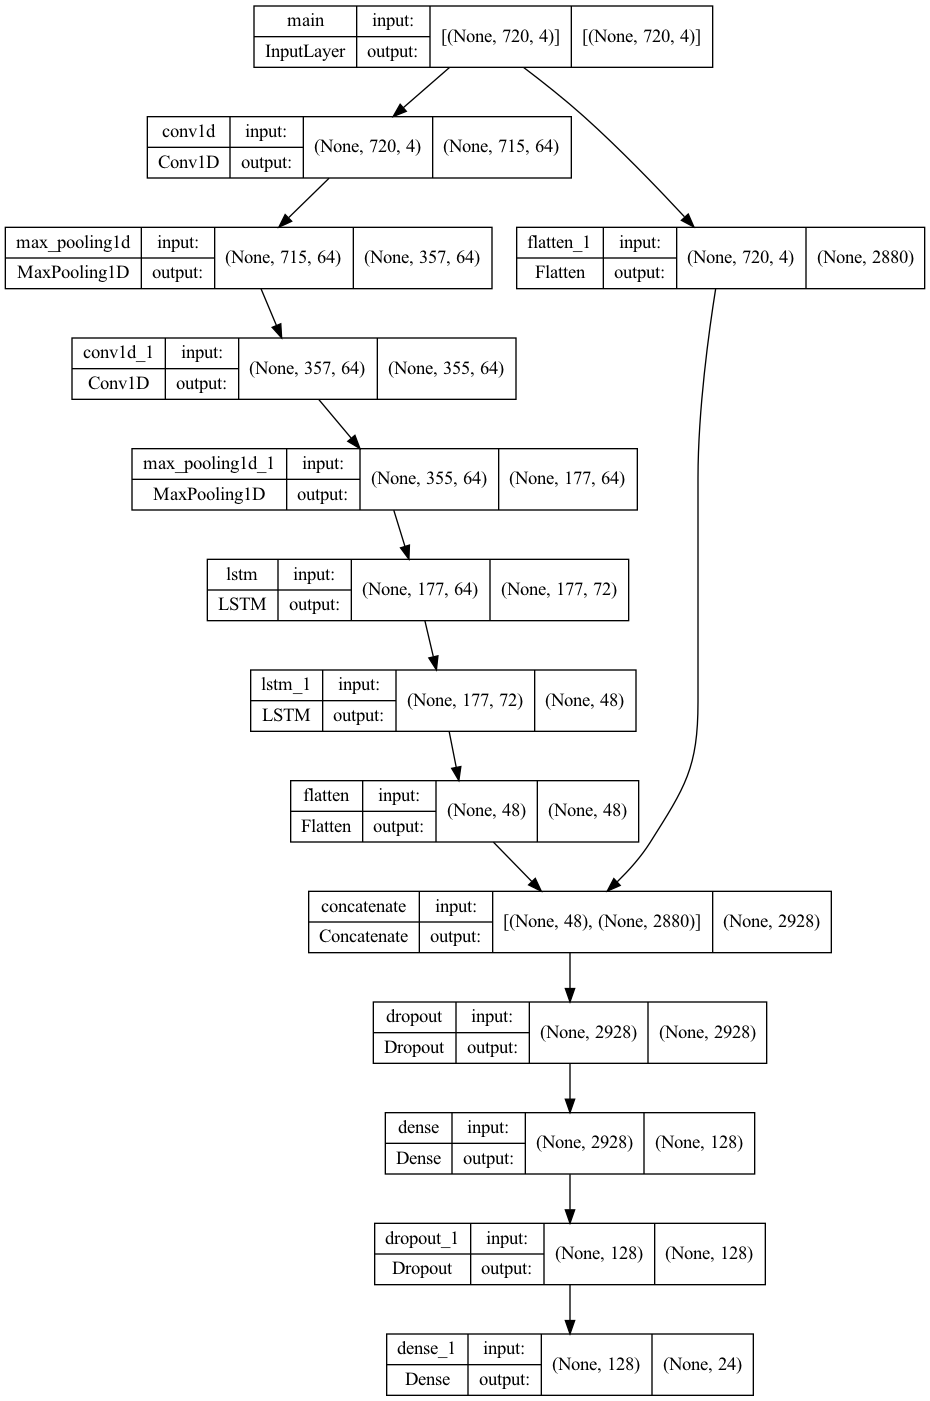 main input: [(None, 720, 4)] [(None, 720, 4)]
InputLayer output:
conv1d input: (None, 720, 4) (None, 715, 64)
Conv1D output:
max_pooling1d input: (None, 715, 64) (None, 357, 64)
MaxPooling1D output:
flatten_1 input: (None, 720, 4) (None, 2880)
Flatten output:
conv1d_1 input: (None, 357, 64) (None, 355, 64)
Conv1D output:
max_pooling1d_1 input: (None, 355, 64) (None, 177, 64)
MaxPooling1D output:
lstm input: (None, 177, 64) (None, 177, 72)
LSTM output:
lstm_1 input: (None, 177, 72) (None, 48)
LSTM output:
flatten input: (None, 48) (None, 48)
Flatten output:
concatenate input: [(None, 48), (None, 2880)] (None, 2928)
Concatenate output:
dropout input: (None, 2928) (None, 2928)
Dropout output:
dense input: (None, 2928) (None, 128)
Dense output:
dropout_1 input: (None, 128) (None, 128)
Dropout output:
dense_1 input: (None, 128) (None, 24)
Dense output: